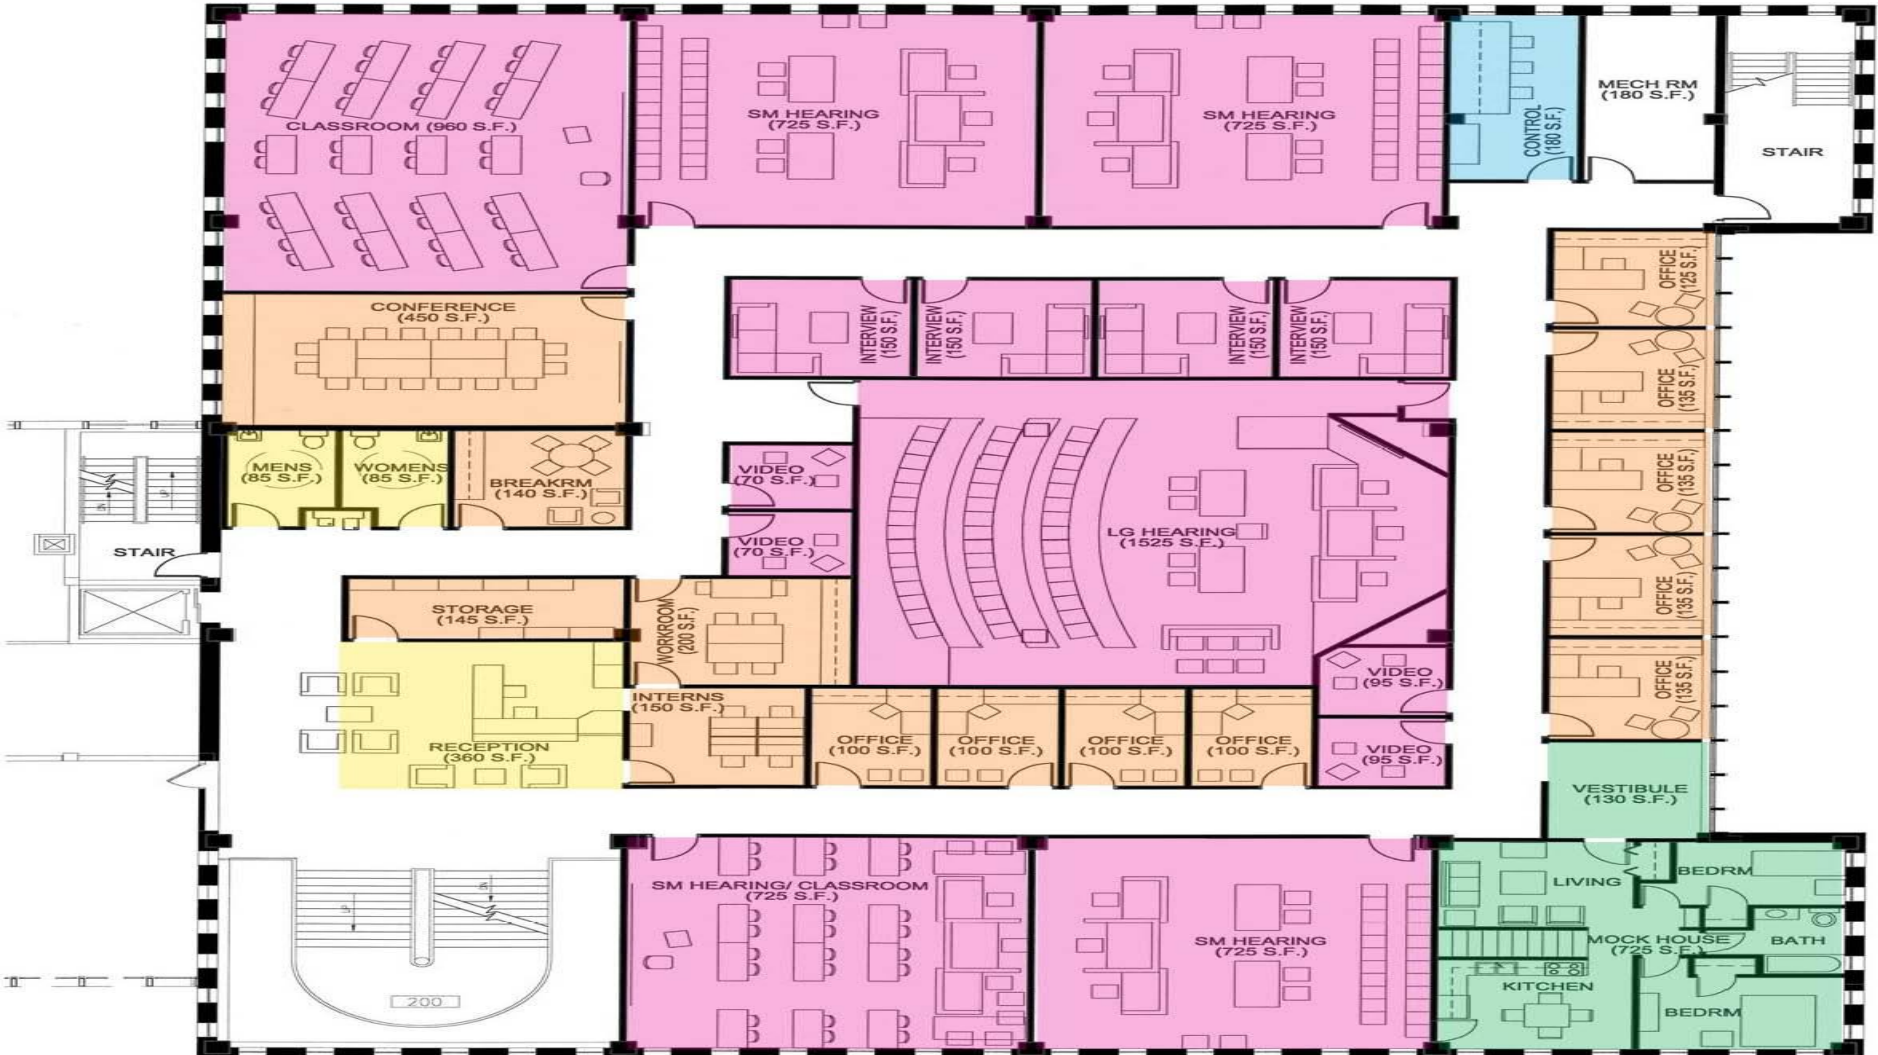 CLASSROOM (960 S.F.)
SM HEARING
(725 S.F.)
SM HEARING
(725 S.F.)
CONTROL
(180 S.F.)
MECH RM
(180 S.F.)
STAIR
CONFERENCE
(450 S.F.)
INTERVIEW
(150 S.F.)
INTERVIEW
(150 S.F.)
INTERVIEW
(150 S.F.)
INTERVIEW
(150 S.F.)
OFFICE
(125 S.F.)
OFFICE
(135 S.F.)
OFFICE
(135 S.F.)
OFFICE
(135 S.F.)
OFFICE
(135 S.F.)
MENS
(85 S.F.)
WOMENS
(85 S.F.)
BREAKRM
(140 S.F.)
VIDEO
(70 S.F.)
VIDEO
(70 S.F.)
LG HEARING
(1525 S.F.)
UP
DN
STAIR
STORAGE
(145 S.F.)
WORKROOM
(200 S.F.)
RECEPTION
(360 S.F.)
INTERNS
(150 S.F.)
OFFICE
(100 S.F.)
OFFICE
(100 S.F.)
OFFICE
(100 S.F.)
OFFICE
(100 S.F.)
VIDEO
(95 S.F.)
VIDEO
(95 S.F.)
VESTIBULE
(130 S.F.)
UP
DN
200
SM HEARING/ CLASSROOM
(725 S.F.)
SM HEARING
(725 S.F.)
LIVING
BEDRM
MOCK HOUSE
(725 S.F.)
BATH
KITCHEN
BEDRM